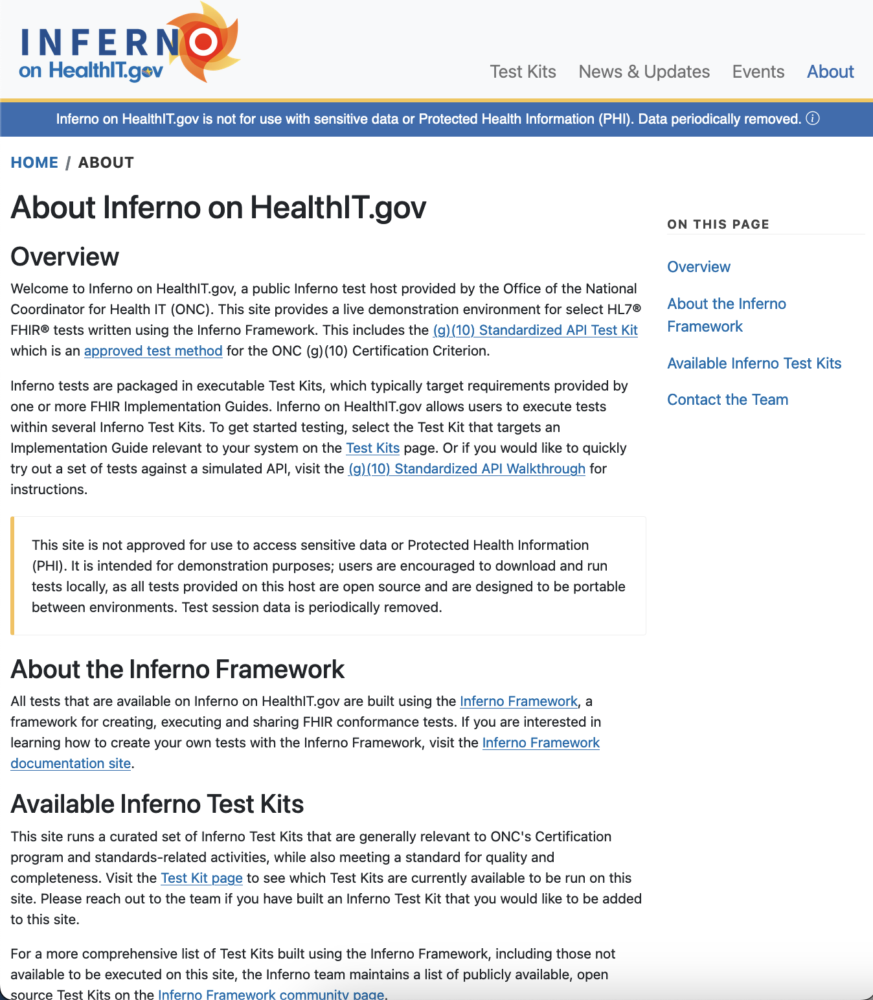 INFERNO
on HealthIT.gov
Test Kits
News & Updates
Events
About
Inferno on HealthIT.gov is not for use with sensitive data or Protected Health Information (PHI). Data periodically removed.
HOME / ABOUT
About Inferno on HealthIT.gov
Overview
Welcome to Inferno on HealthIT.gov, a public Inferno test host provided by the Office of the National
Coordinator for Health IT (ONC). This site provides a live demonstration environment for select HL7®
FHIR® tests written using the Inferno Framework. This includes the (g)(10) Standardized API Test Kit
which is an approved test method for the ONC (g)(10) Certification Criterion.
Inferno tests are packaged in executable Test Kits, which typically target requirements provided by
one or more FHIR Implementation Guides. Inferno on HealthIT.gov allows users to execute tests
within several Inferno Test Kits. To get started testing, select the Test Kit that targets an
Implementation Guide relevant to your system on the Test Kits page. Or if you would like to quickly
try out a set of tests against a simulated API, visit the (g)(10) Standardized API Walkthrough for
instructions.
This site is not approved for use to access sensitive data or Protected Health Information
(PHI). It is intended for demonstration purposes; users are encouraged to download and run
tests locally, as all tests provided on this host are open source and are designed to be portable
between environments. Test session data is periodically removed.
About the Inferno Framework
All tests that are available on Inferno on HealthIT.gov are built using the Inferno Framework, a
framework for creating, executing and sharing FHIR conformance tests. If you are interested in
learning how to create your own tests with the Inferno Framework, visit the Inferno Framework
documentation site.
Available Inferno Test Kits
This site runs a curated set of Inferno Test Kits that are generally relevant to ONC's Certification
program and standards-related activities, while also meeting a standard for quality and
completeness. Visit the Test Kit page to see which Test Kits are currently available to be run on this
site. Please reach out to the team if you have built an Inferno Test Kit that you would like to be added
to this site.
For a more comprehensive list of Test Kits built using the Inferno Framework, including those not
available to be executed on this site, the Inferno team maintains a list of publicly available, open
source Test Kits on the Inferno Framework community page.
ON THIS PAGE
Overview
About the Inferno
Framework
Available Inferno Test Kits
Contact the Team